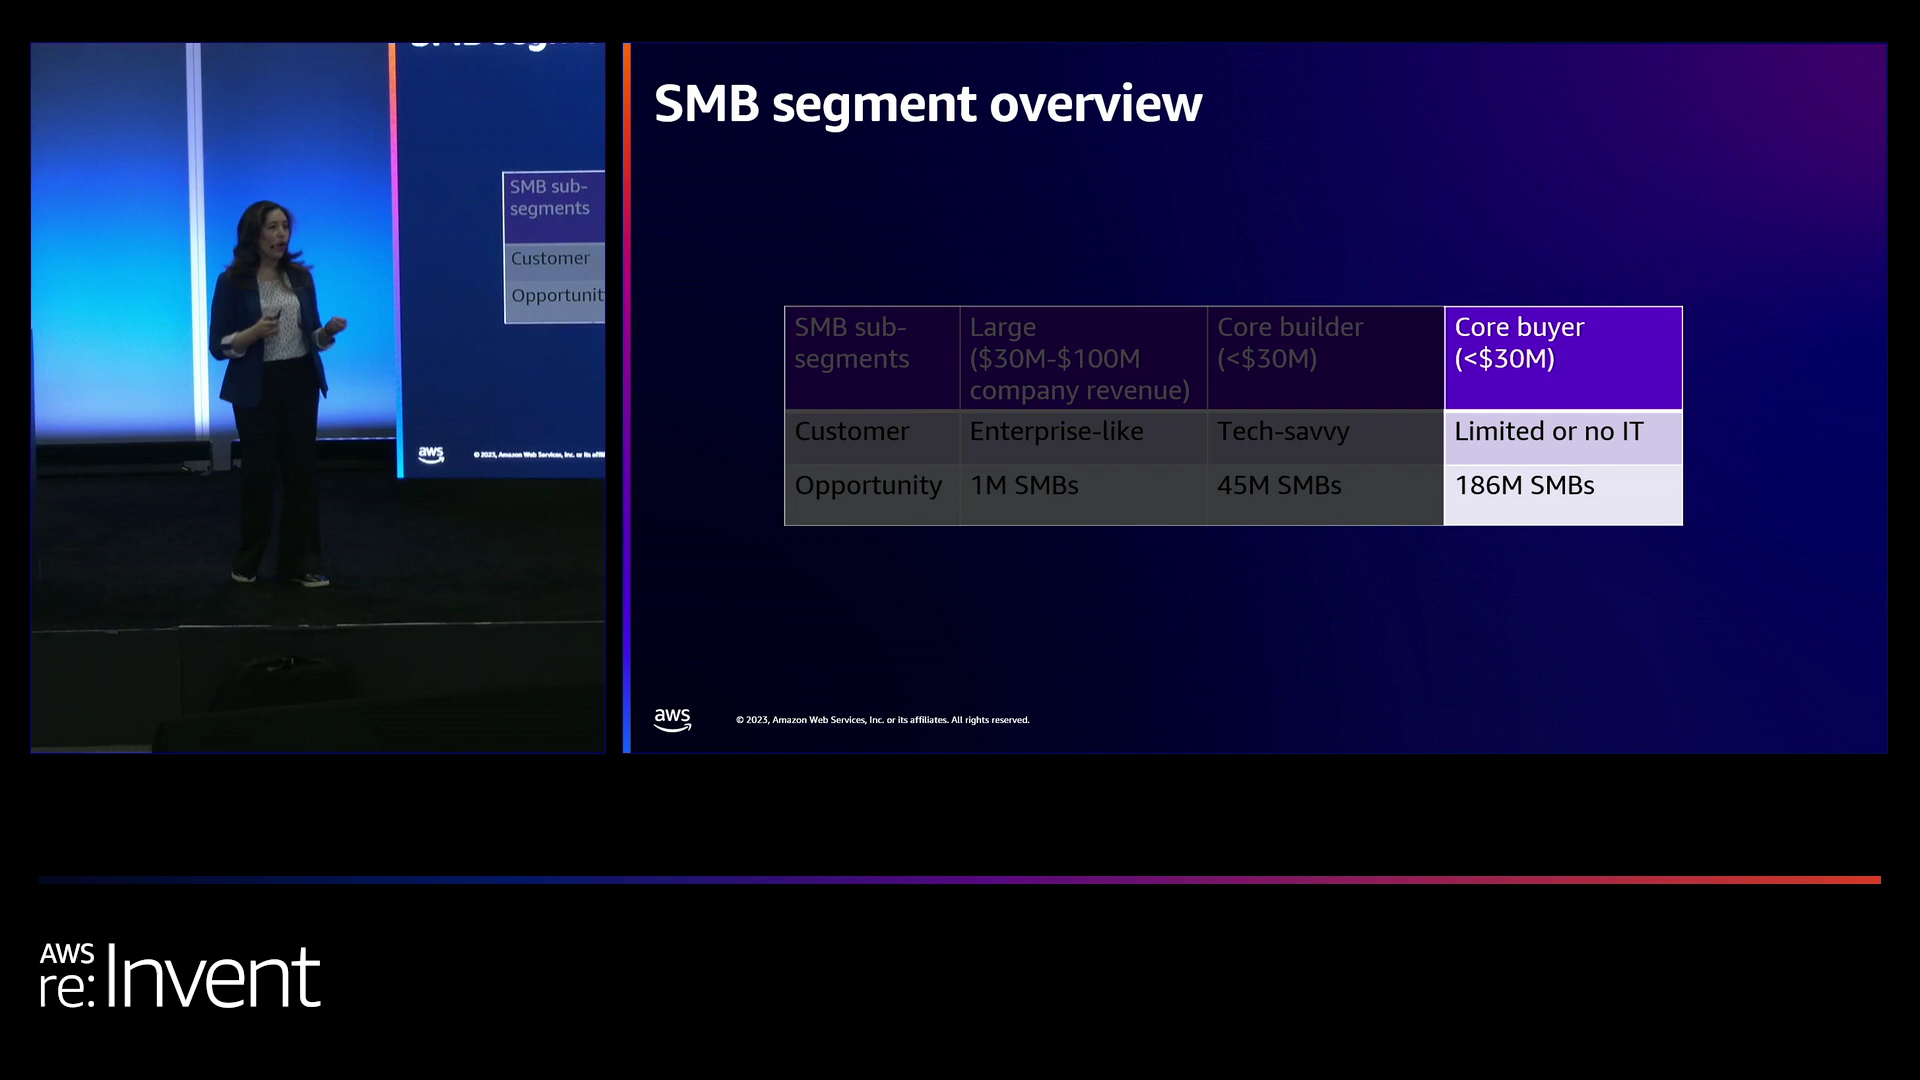 SMB sub-
segments
Customer
aws
SMB segment overview
SMB sub-
segments
Large
($30M-$100M
company revenue)
Core builder
(<$30M)
Core buyer
(<$30M)
Customer
Enterprise-like
Tech-savvy
Limited or no IT
Opportunity
1M SMBs
45M SMBs
186M SMBs
aws
© 2023, Amazon Web Services, Inc. or its affiliates. All rights reserved.
AWS
re:Invent